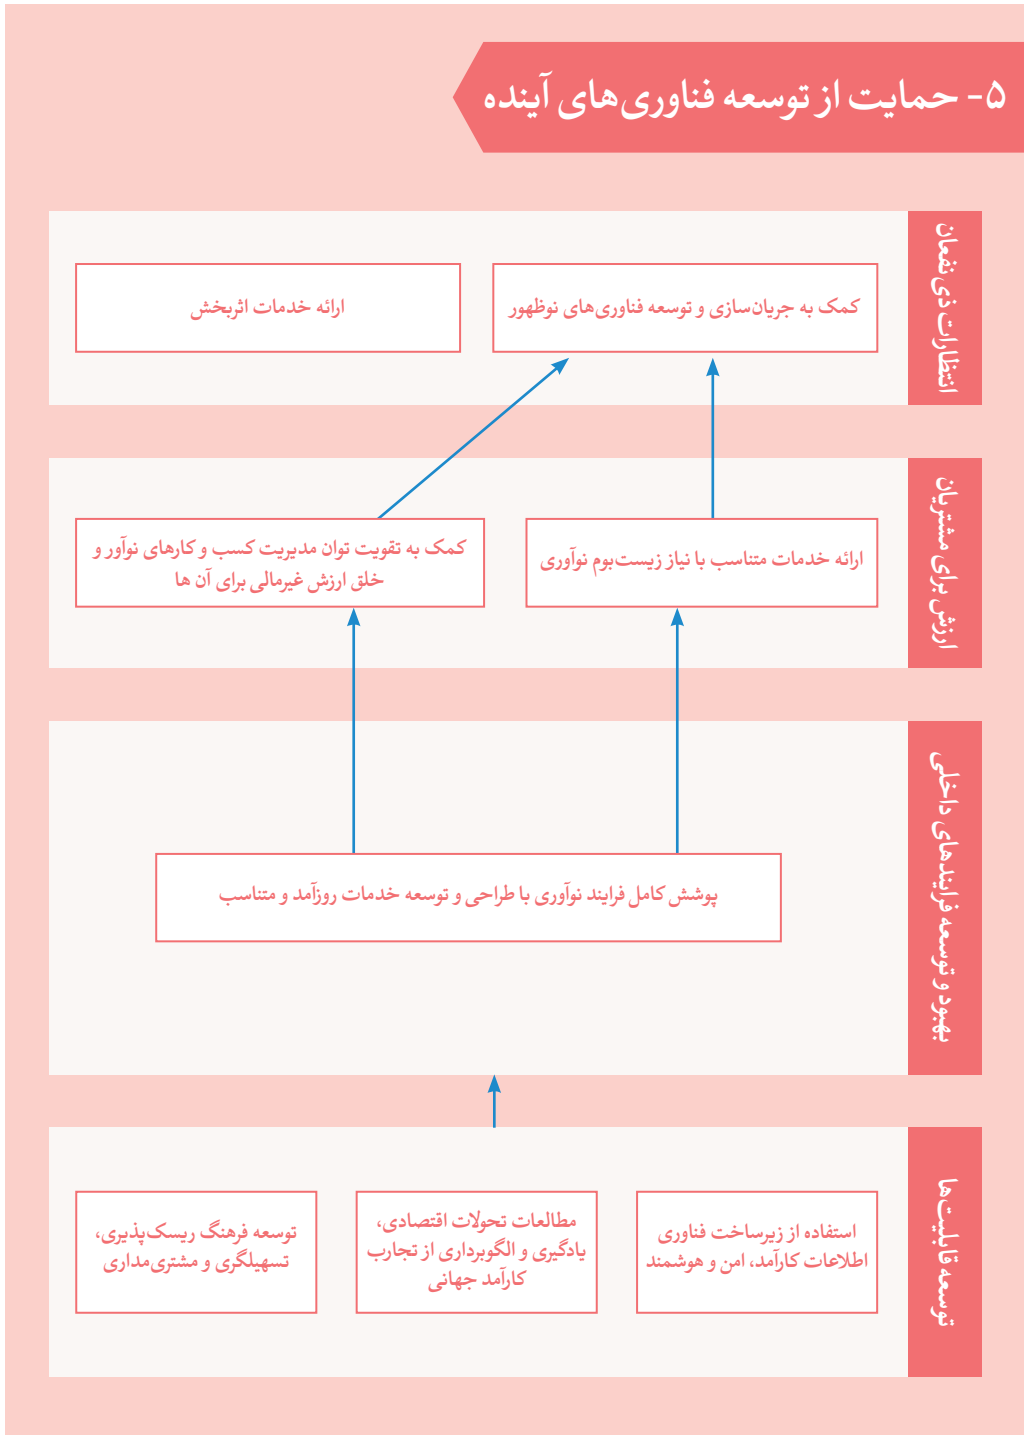 ۵- حمایت از توسعه فناوری‌های آینده
انتظارات ذی‌نفعان
کمک به جریان‌سازی و توسعه فناوری‌های نوظهور
ارائه خدمات اثربخش
ارزش برای مشتریان
ارائه خدمات متناسب با نیاز زیست‌بوم نوآوری
کمک به تقویت توان مدیریت کسب و کارهای نوآور و
خلق ارزش غیرمالی برای آن ها
بهبود و توسعه فرایندهای داخلی
پوشش کامل فرایند نوآوری با طراحی و توسعه خدمات روزآمد و متناسب
توسعه قابلیت‌ها
استفاده از زیرساخت فناوری
اطلاعات کارآمد، امن و هوشمند
مطالعات تحولات اقتصادی،
یادگیری و الگوبرداری از تجارب
کارآمد جهانی
توسعه فرهنگ ریسک‌پذیری،
تسهیلگری و مشتری‌مداری